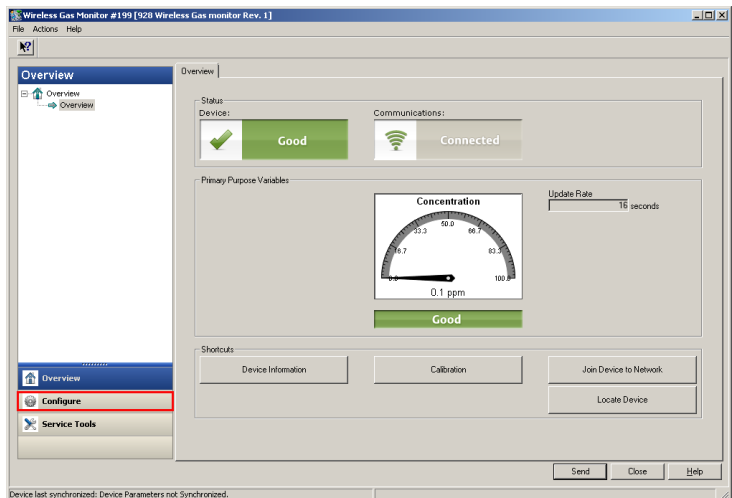 Wireless Gas Monitor #199 [928 Wireless Gas monitor Rev. 1]
File Actions Help
Overview
Overview
Overview
Overview
Status
Device:
Good
Communications:
Connected
Primary Purpose Variables
Concentration
0.0
16.7
33.3
50.0
66.7
83.3
100.0
0.1 ppm
Good
Update Rate
16 seconds
Shortcuts
Device Information
Calibration
Join Device to Network
Locate Device
Overview
Configure
Service Tools
Send
Close
Help
Device last synchronized: Device Parameters not Synchronized.